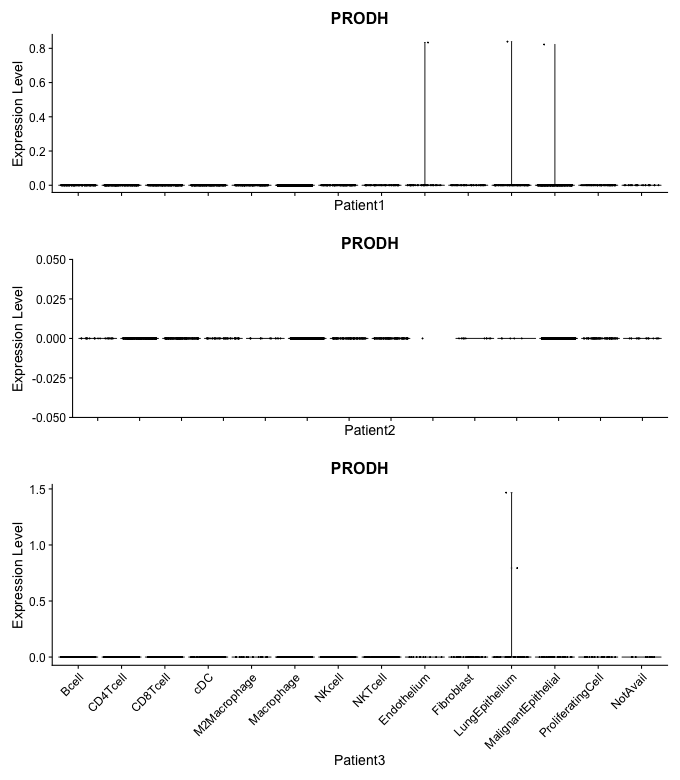 PRODH
Expression Level
0.8
0.6
0.4
0.2
0.0
Patient1
PRODH
Expression Level
0.050
0.025
0.000
-0.025
-0.050
Patient2
PRODH
Expression Level
1.5
1.0
0.5
0.0
Bcell
CD4Tcell
CD8Tcell
cDC
M2Macrophage
Macrophage
NKcell
NKTcell
Endothelium
Fibroblast
LungEpithelium
MalignantEpithelial
ProliferatingCell
NotAvail
Patient3